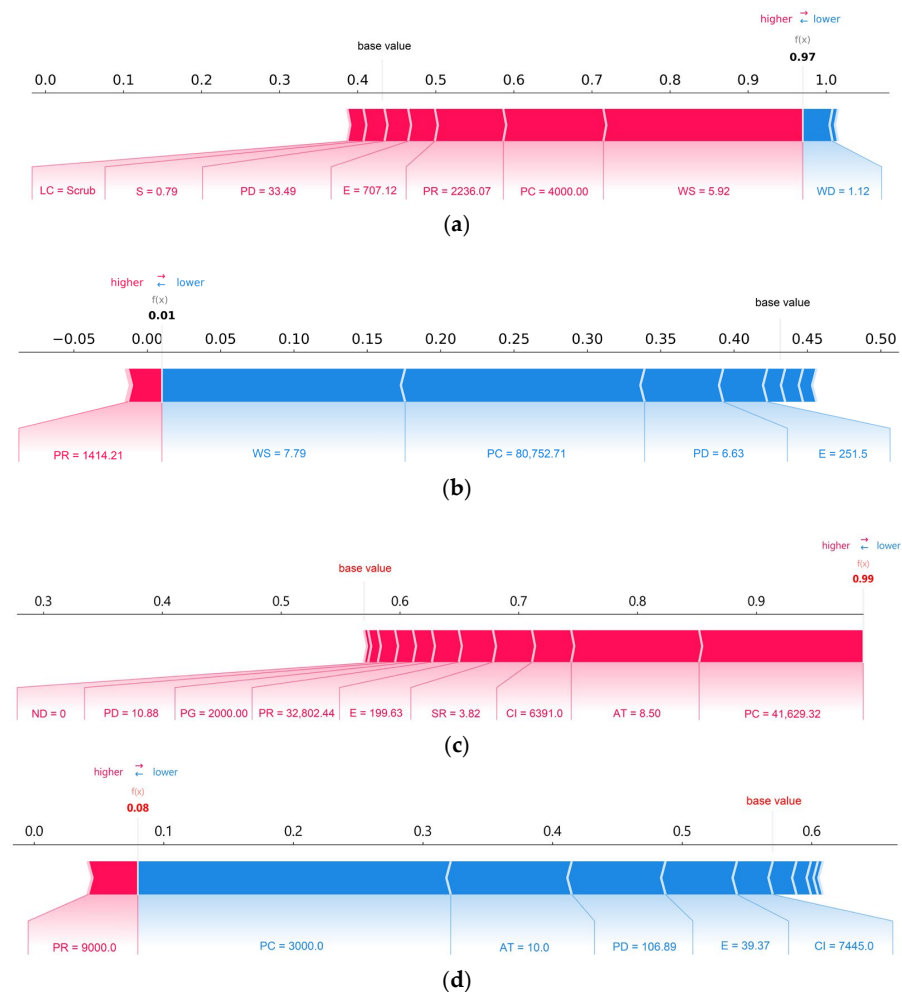 higher → ← lower
f(x)
base value
0.97
0.0 0.1 0.2 0.3 0.4 0.5 0.6 0.7 0.8 0.9 1.0
LC = Scrub S = 0.79 PD = 33.49 E = 707.12 PR = 2236.07 PC = 4000.00 WS = 5.92 WD = 1.12
(a)
higher → ← lower
f(x)
base value
0.01
−0.05 0.00 0.05 0.10 0.15 0.20 0.25 0.30 0.35 0.40 0.45 0.50
PR = 1414.21 WS = 7.79 PC = 80,752.71 PD = 6.63 E = 251.5
(b)
higher → ← lower
f(x)
base value
0.99
0.3 0.4 0.5 0.6 0.7 0.8 0.9
ND = 0 PD = 10.88 PG = 2000.00 PR = 32,802.44 E = 199.63 SR = 3.82 CI = 6391.0 AT = 8.50 PC = 41,629.32
(c)
higher → ← lower
f(x)
base value
0.08
0.0 0.1 0.2 0.3 0.4 0.5 0.6
PR = 9000.0 PC = 3000.0 AT = 10.0 PD = 106.89 E = 39.37 CI = 7445.0
(d)